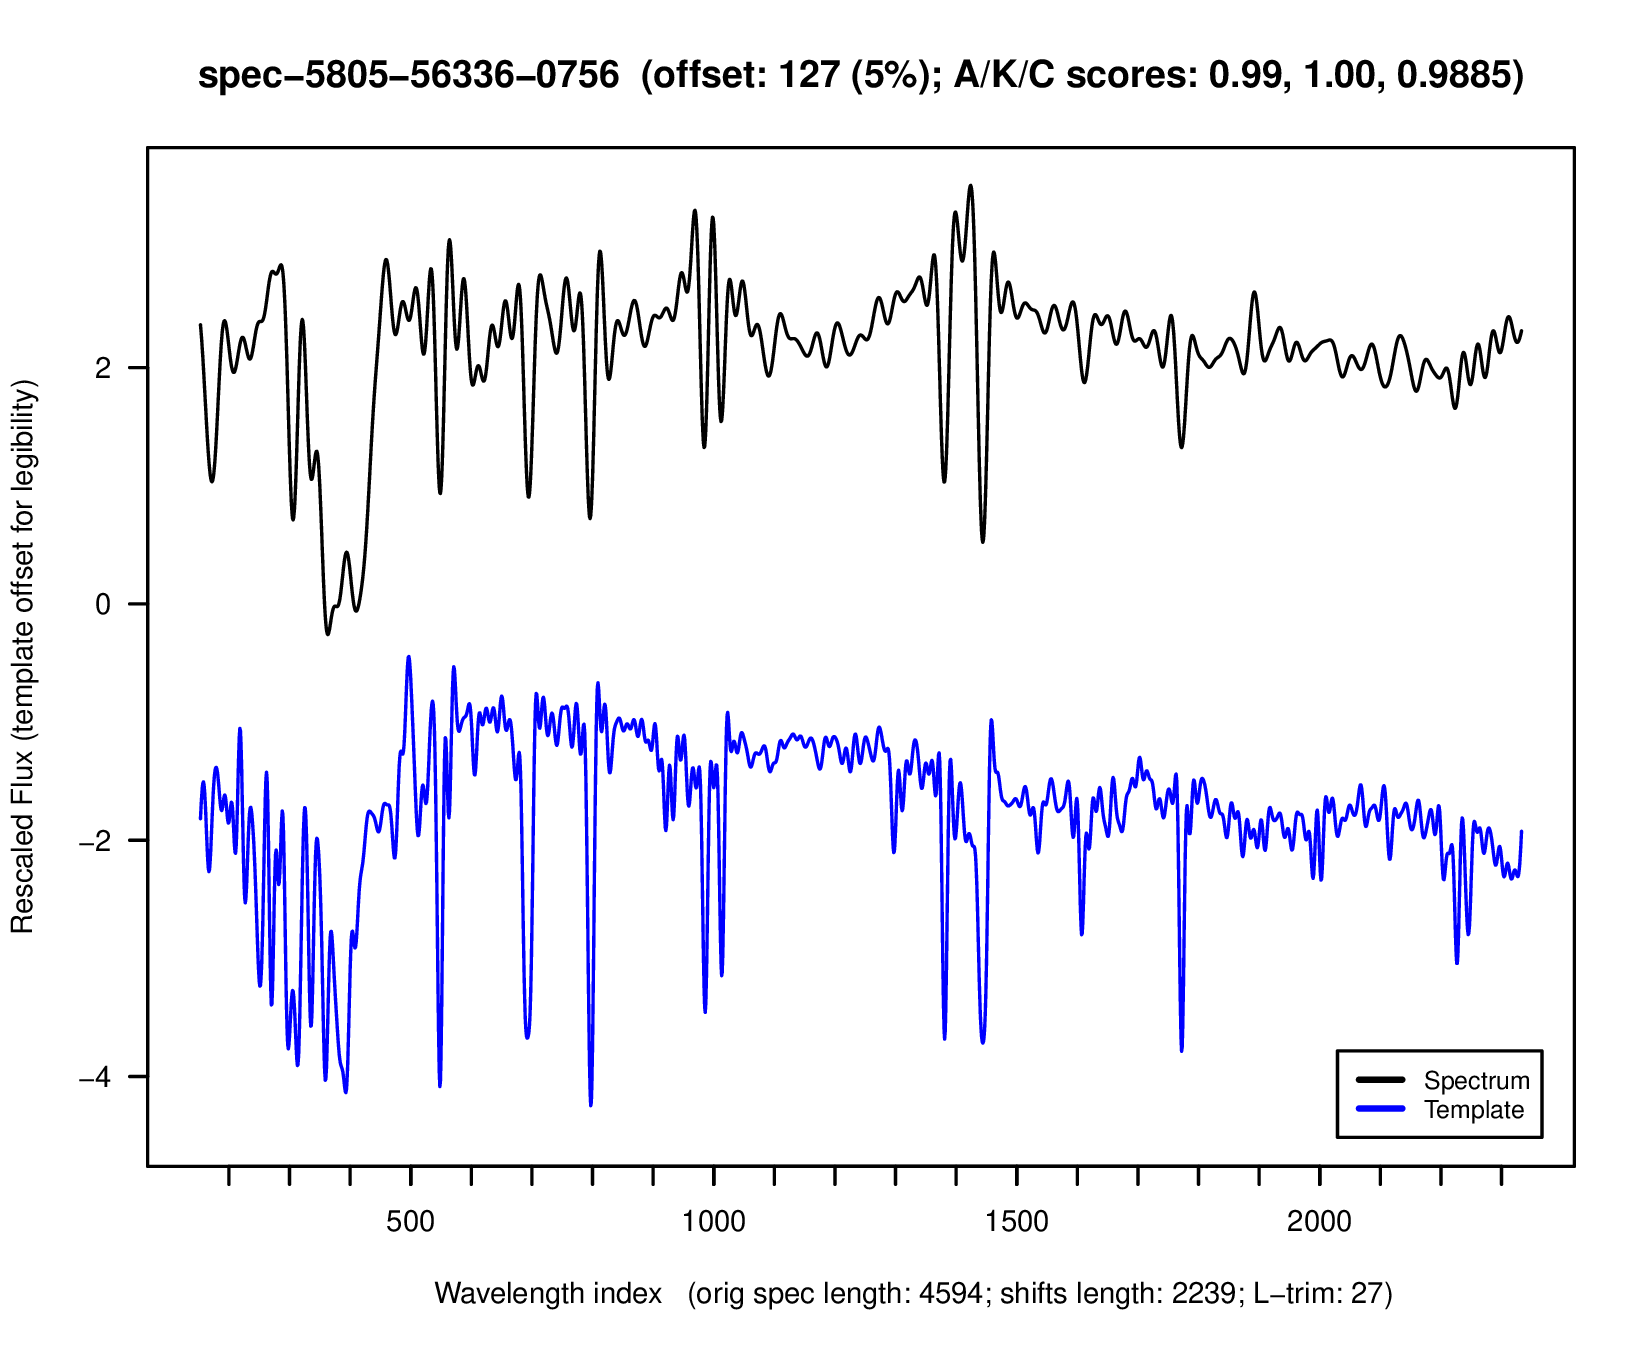 spec−5805−56336−0756 (offset: 127 (5%); A/K/C scores: 0.99, 1.00, 0.9885)
Rescaled Flux (template offset for legibility)
2
0
−2
−4
Spectrum
Template
500
1000
1500
2000
Wavelength index (orig spec length: 4594; shifts length: 2239; L−trim: 27)